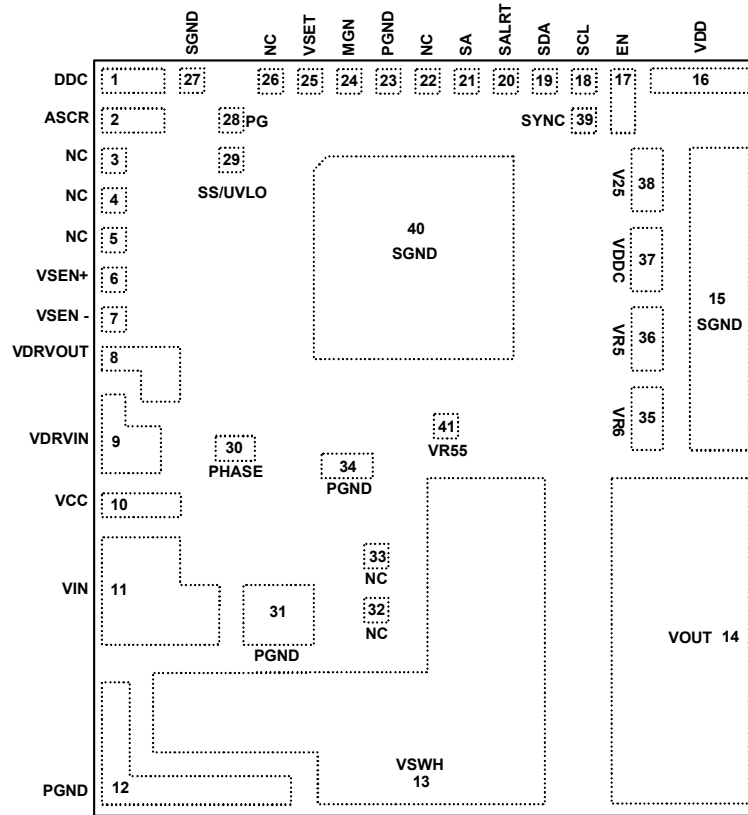 SGND NC VSET MGN PGND NC SA SALRT SDA SCL EN VDD
DDC 1 27 26 25 24 23 22 21 20 19 18 17 16
ASCR 2 28 PG SYNC 39
NC 3 29
SS/UVLO
V25 38
NC 4
NC 5
40
SGND
VDDC 37
VSEN+ 6
15
SGND
VSEN - 7
VR5 36
VDRVOUT 8
VR6 35
VDRVIN 9
30
PHASE
41
VR55
34
PGND
VCC 10
33
NC
VIN 11
31
PGND
32
NC
VOUT 14
VSWH
13
PGND 12